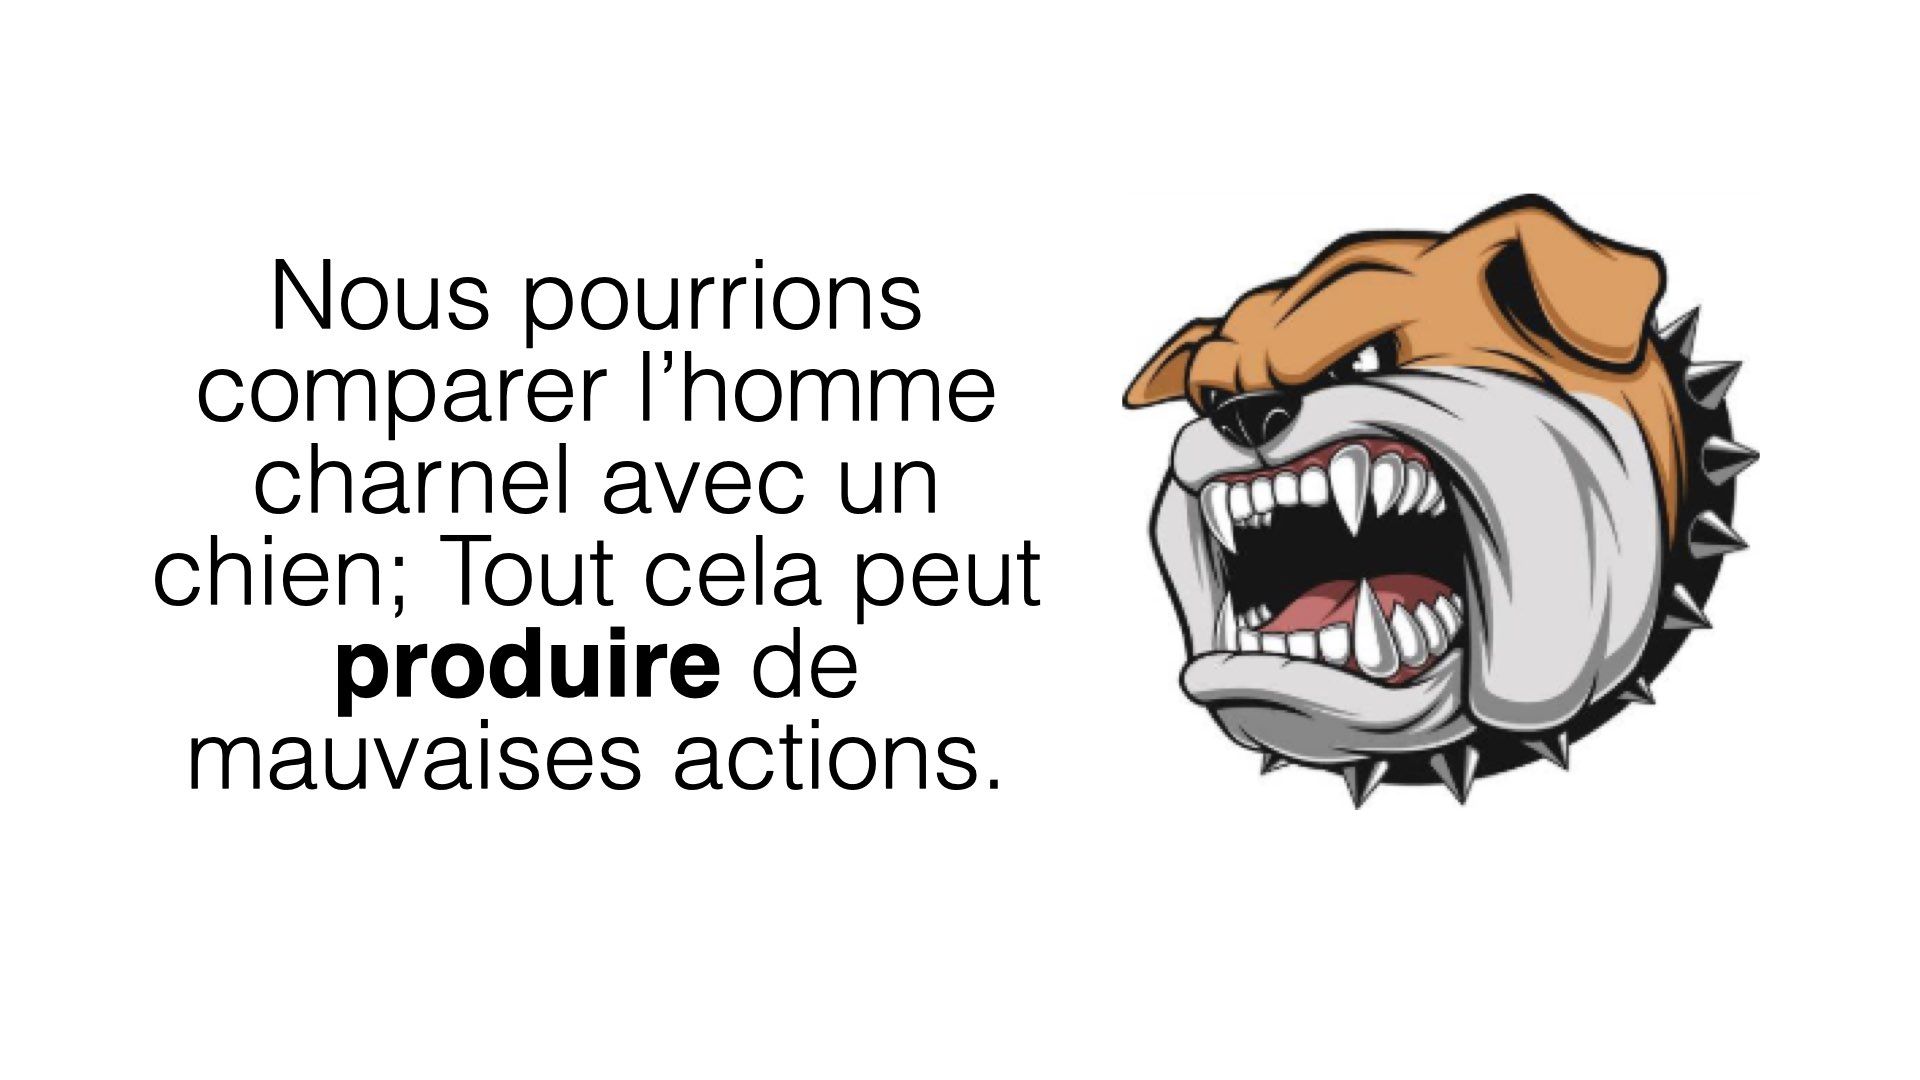 Nous pourrions
comparer l’homme
charnel avec un
chien; Tout cela peut
produire de
mauvaises actions.